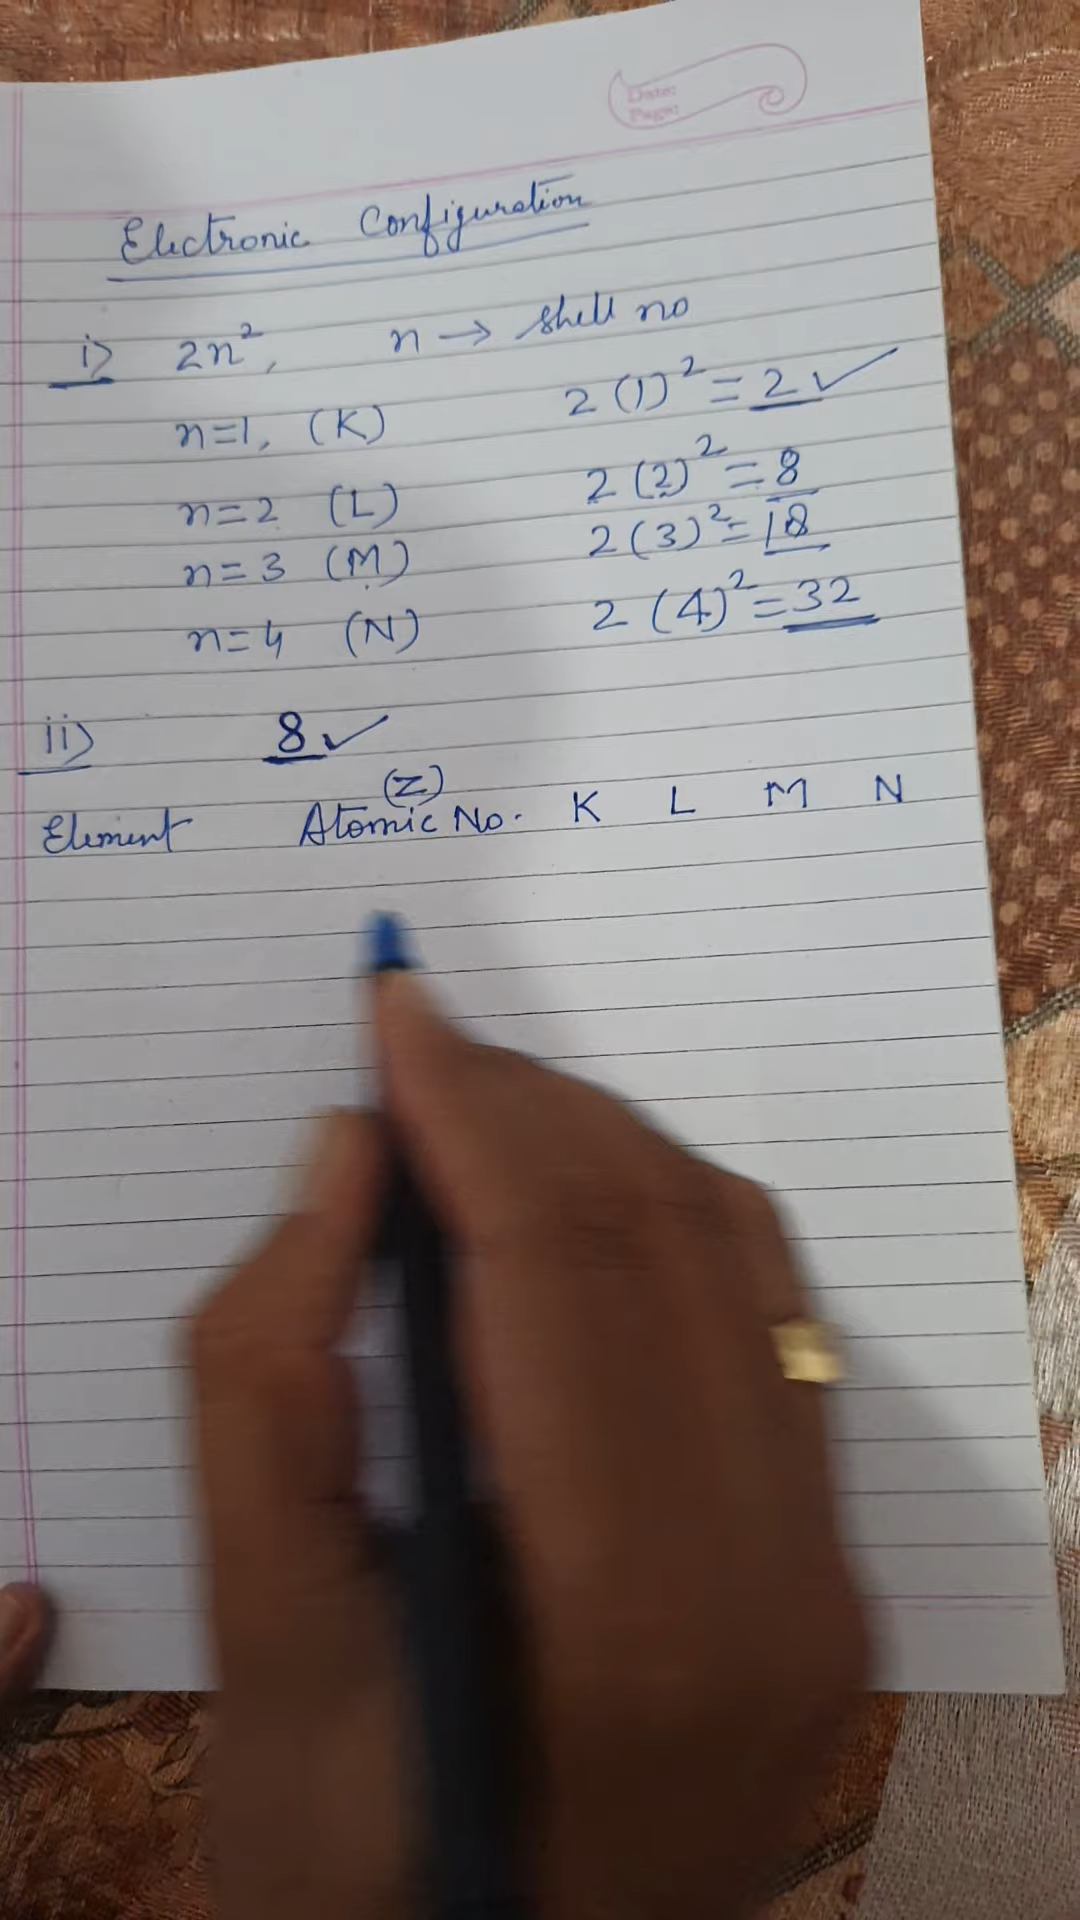 Date:
Page:
Electronic Configuration
i) 2n², n → shell no
n=1, (K) 2 (1)² = 2 ✓
n=2 (L) 2 (2)² = 8
n=3 (M) 2 (3)² = 18
n=4 (N) 2 (4)² = 32
ii) 8 ✓
(Z)
Element Atomic No. K L M N